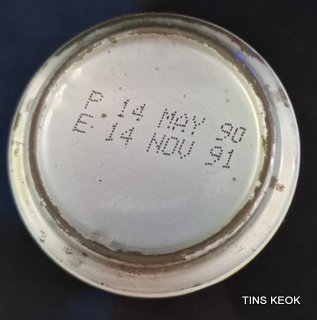 P 14 MAY 90
E 14 NOV 91
TINS KEOK